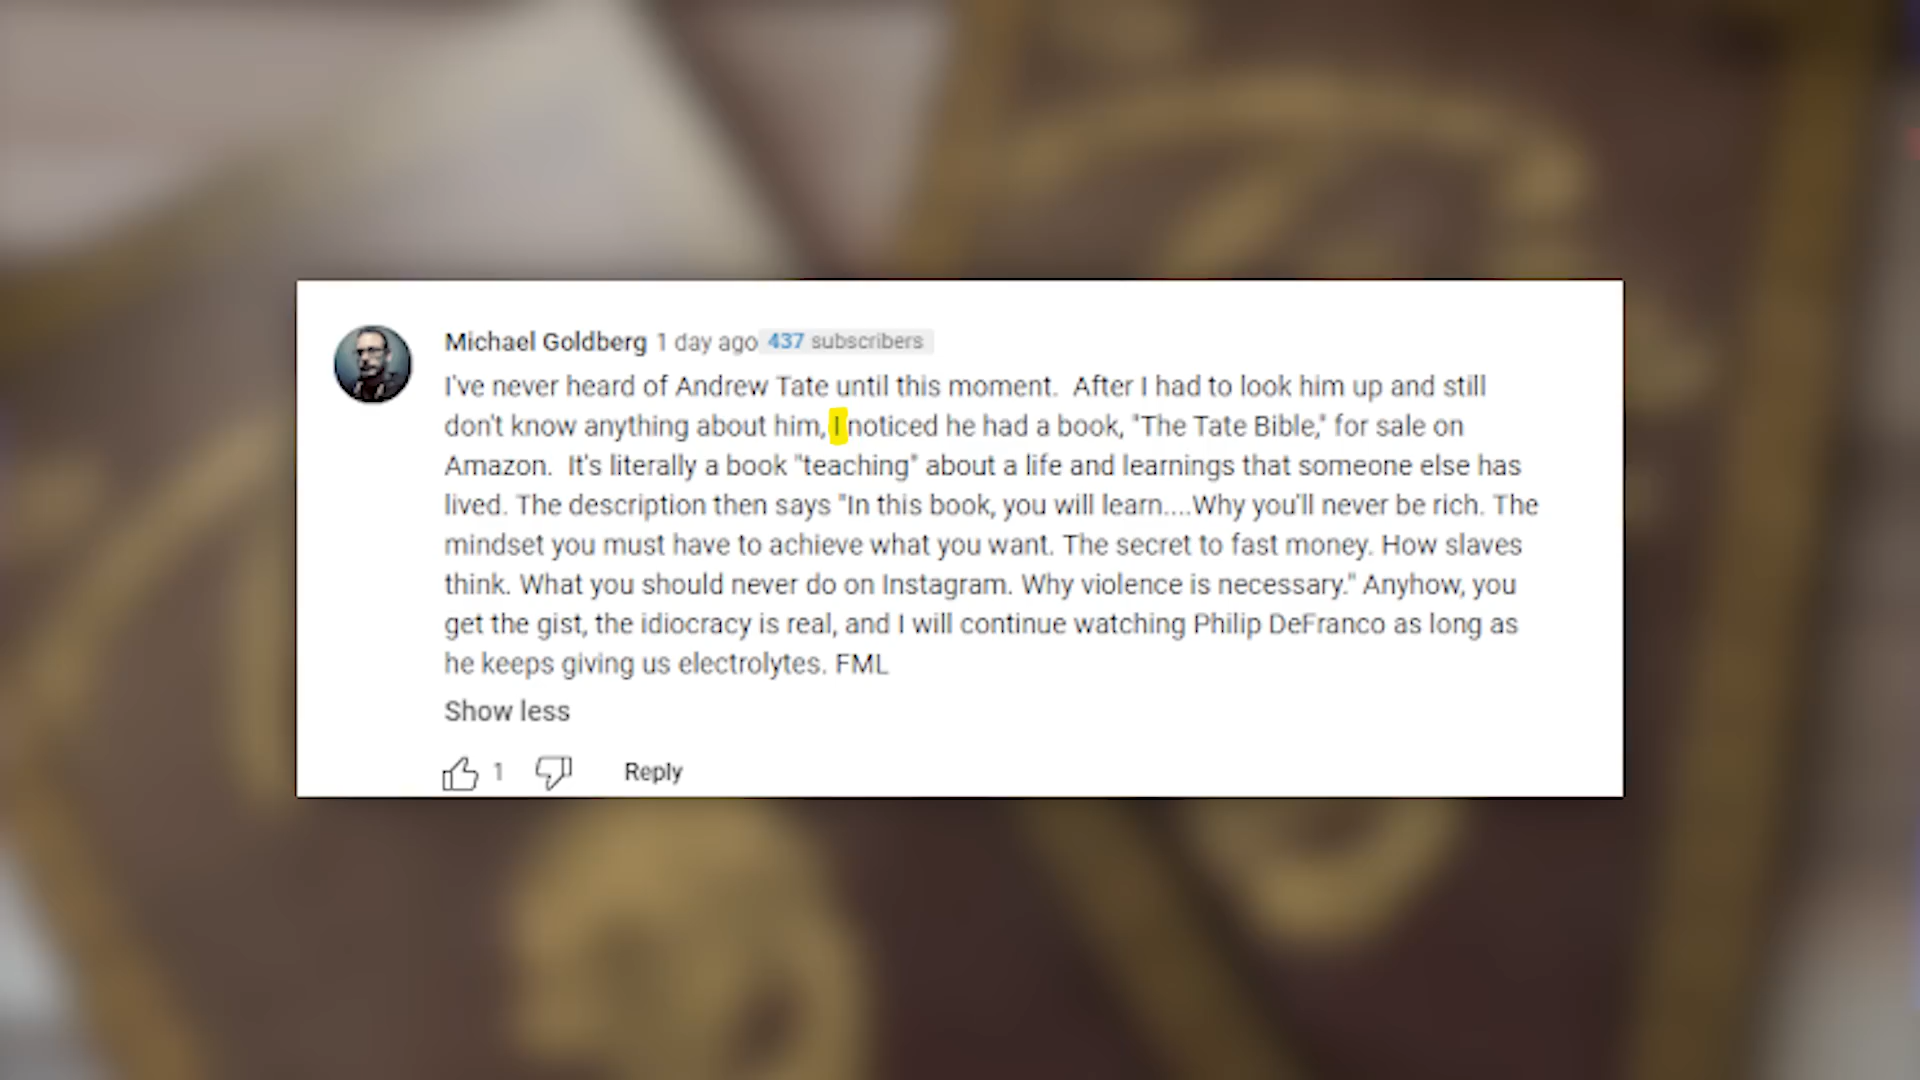 Michael Goldberg 1 day ago 437 subscribers
I've never heard of Andrew Tate until this moment.  After I had to look him up and still
don't know anything about him, I noticed he had a book, "The Tate Bible," for sale on
Amazon.  It's literally a book "teaching" about a life and learnings that someone else has
lived. The description then says "In this book, you will learn....Why you'll never be rich. The
mindset you must have to achieve what you want. The secret to fast money. How slaves
think. What you should never do on Instagram. Why violence is necessary." Anyhow, you
get the gist, the idiocracy is real, and I will continue watching Philip DeFranco as long as
he keeps giving us electrolytes. FML
Show less
1 Reply